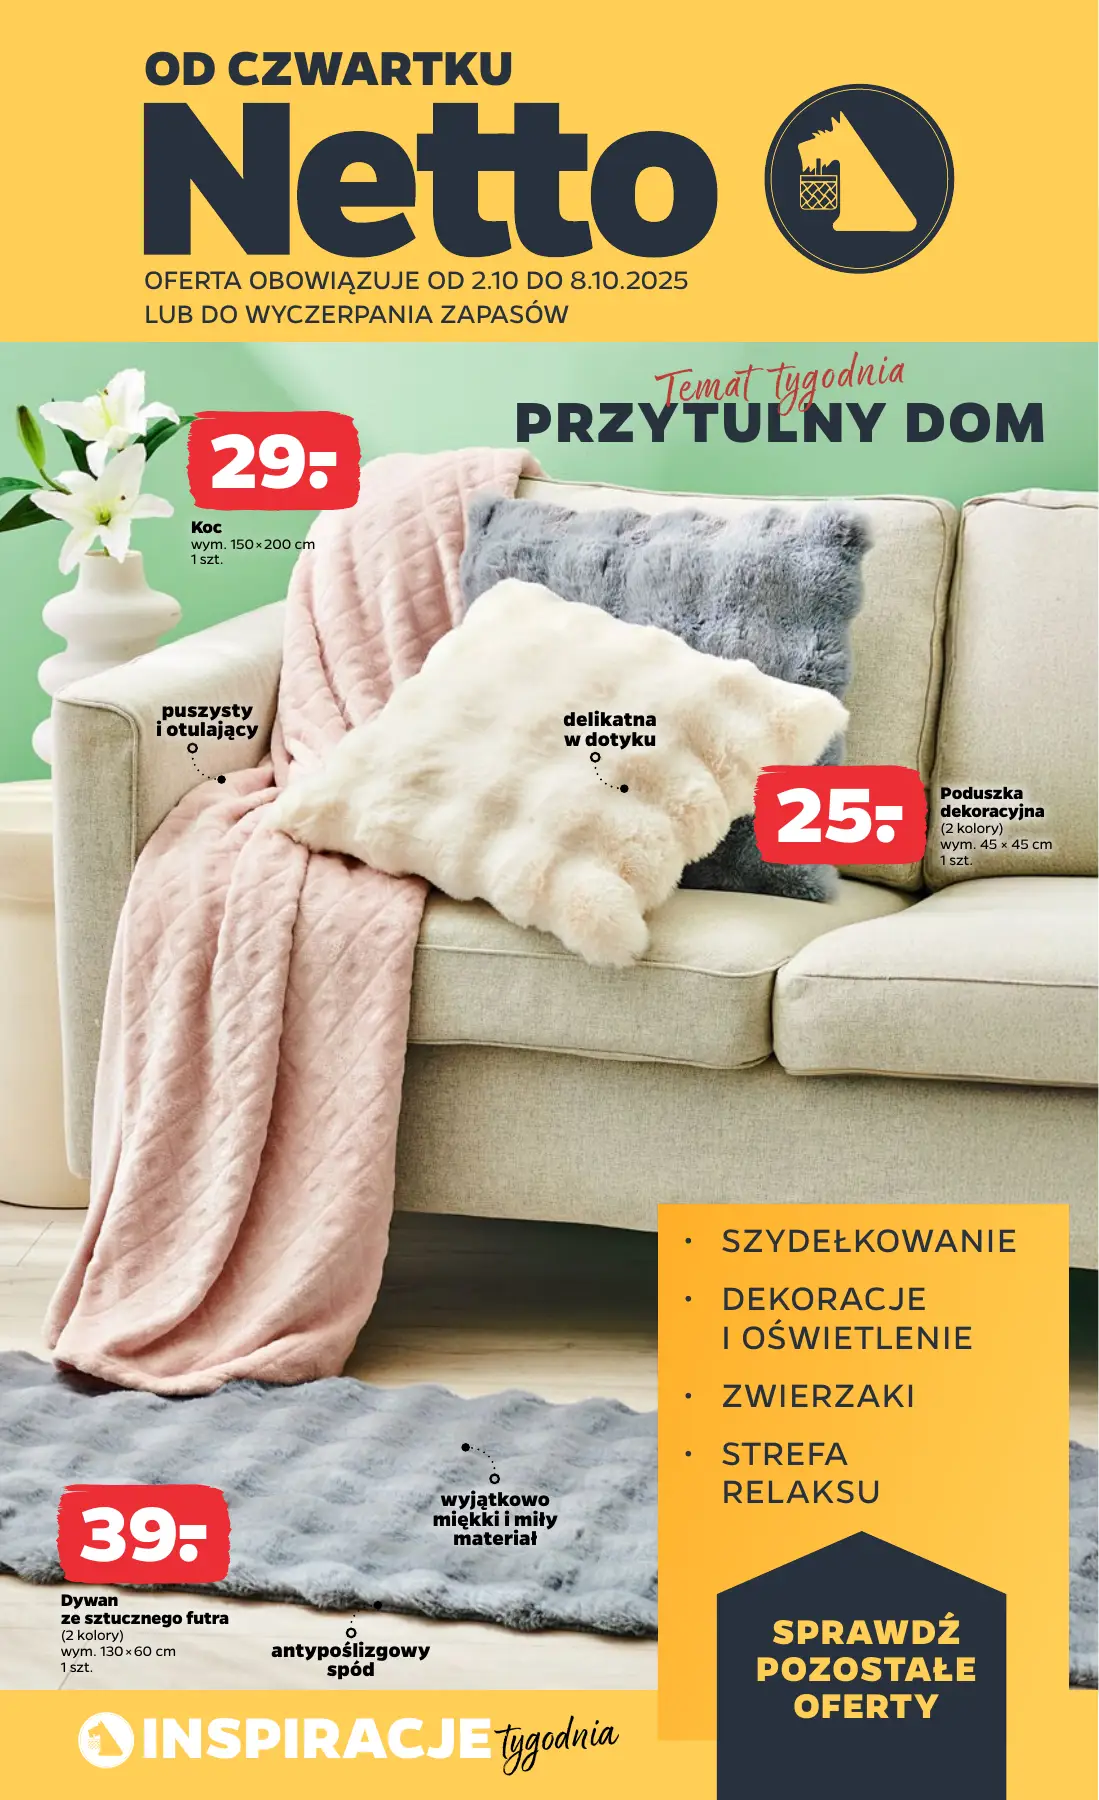 OD CZWARTKU
Netto
OFERTA OBOWIĄZUJE OD 2.10 DO 8.10.2025
LUB DO WYCZERPANIA ZAPASÓW
Temat tygodnia
PRZYTULNY DOM
29.-
Koc
wym. 150 × 200 cm
1 szt.
puszysty
i otulający
delikatna
w dotyku
25.-
Poduszka
dekoracyjna
(2 kolory)
wym. 45 × 45 cm
1 szt.
• SZYDEŁKOWANIE
• DEKORACJE
I OŚWIETLENIE
• ZWIERZAKI
• STREFA
RELAKSU
wyjątkowo
miękki i miły
materiał
39.-
Dywan
ze sztucznego futra
(2 kolory)
wym. 130 × 60 cm
1 szt.
antypoślizgowy
spód
SPRAWDŹ
POZOSTAŁE
OFERTY
INSPIRACJE tygodnia